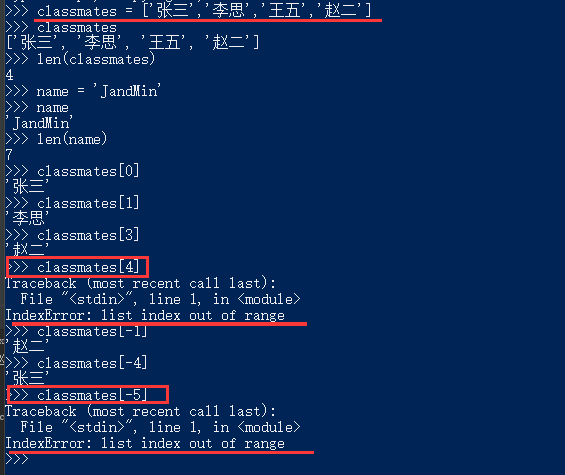 >>> classmates = ['张三','李思','王五','赵二']
>>> classmates
['张三', '李思', '王五', '赵二']
>>> len(classmates)
4
>>> name = 'JandMin'
>>> name
'JandMin'
>>> len(name)
7
>>> classmates[0]
'张三'
>>> classmates[1]
'李思'
>>> classmates[3]
'赵二'
>>> classmates[4]
Traceback (most recent call last):
  File "<stdin>", line 1, in <module>
IndexError: list index out of range
>>> classmates[-1]
'赵二'
>>> classmates[-4]
'张三'
>>> classmates[-5]
Traceback (most recent call last):
  File "<stdin>", line 1, in <module>
IndexError: list index out of range
>>>